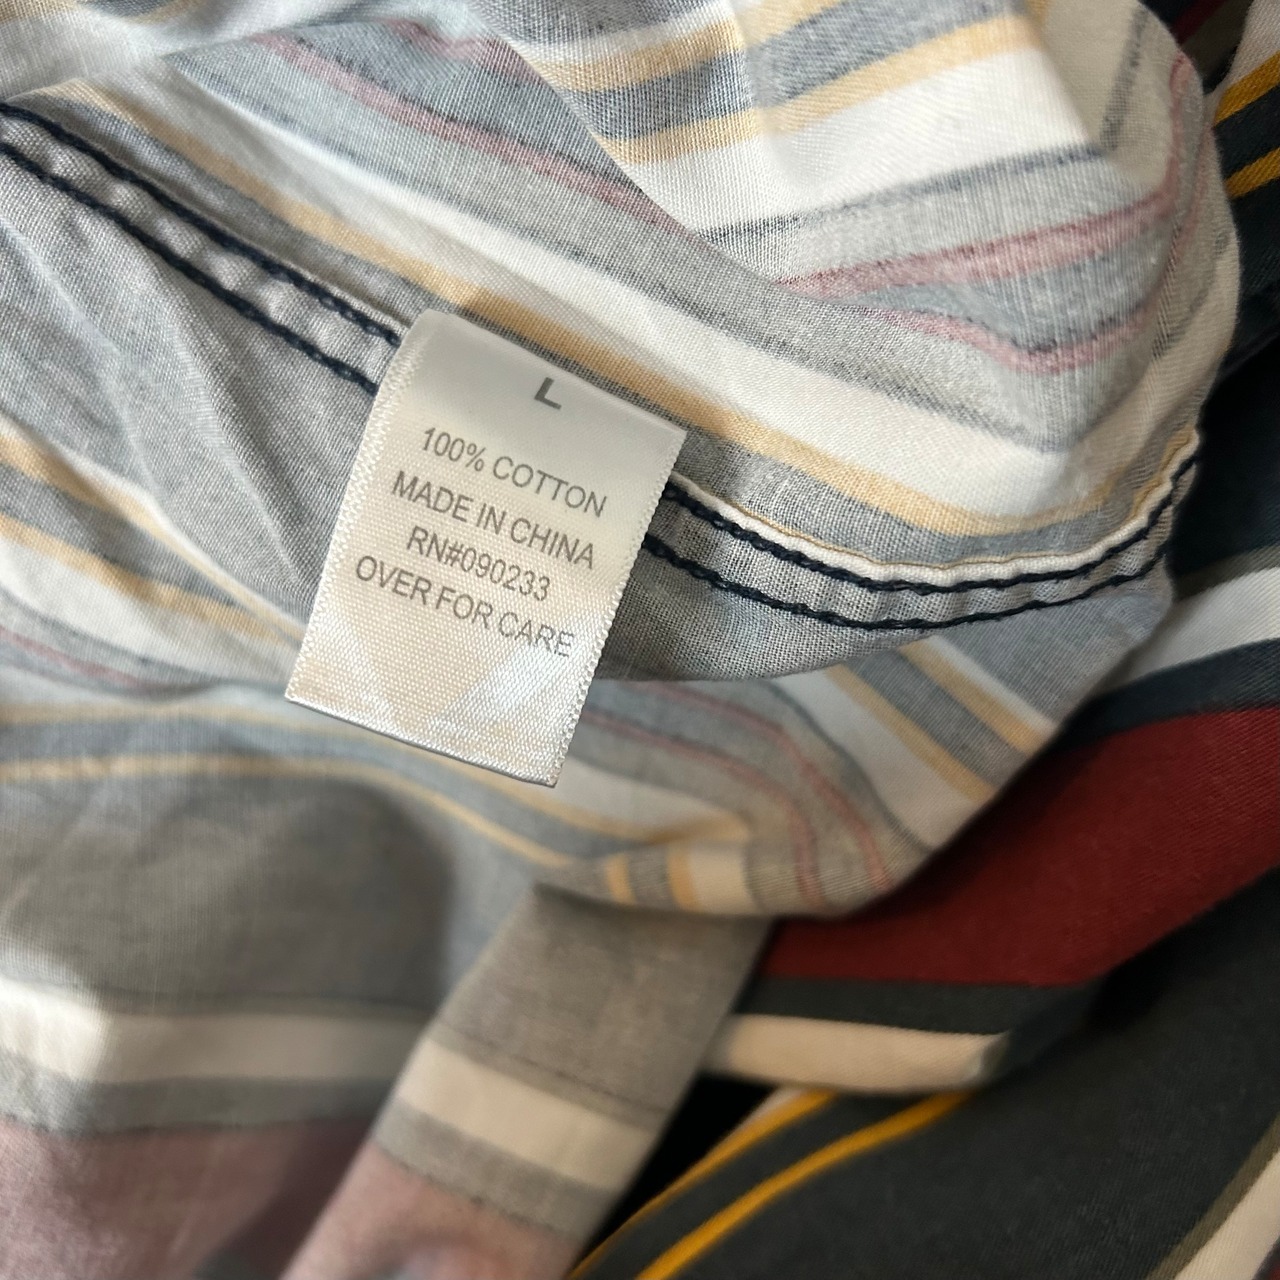 L
100% COTTON
MADE IN CHINA
RN#090233
OVER FOR CARE